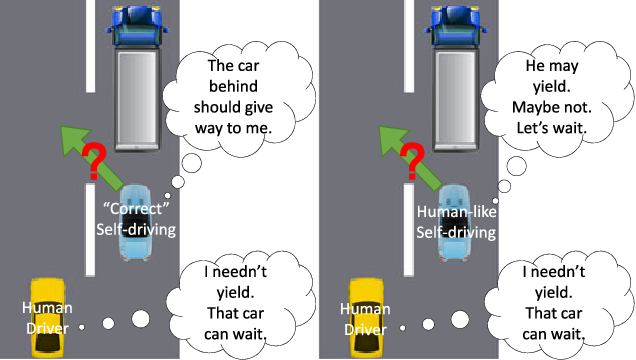 The car
behind
should give
way to me.
?
“Correct”
Self-driving
Human
Driver
I needn’t
yield.
That car
can wait.
He may
yield.
Maybe not.
Let’s wait.
?
Human-like
Self-driving
Human
Driver
I needn’t
yield.
That car
can wait.